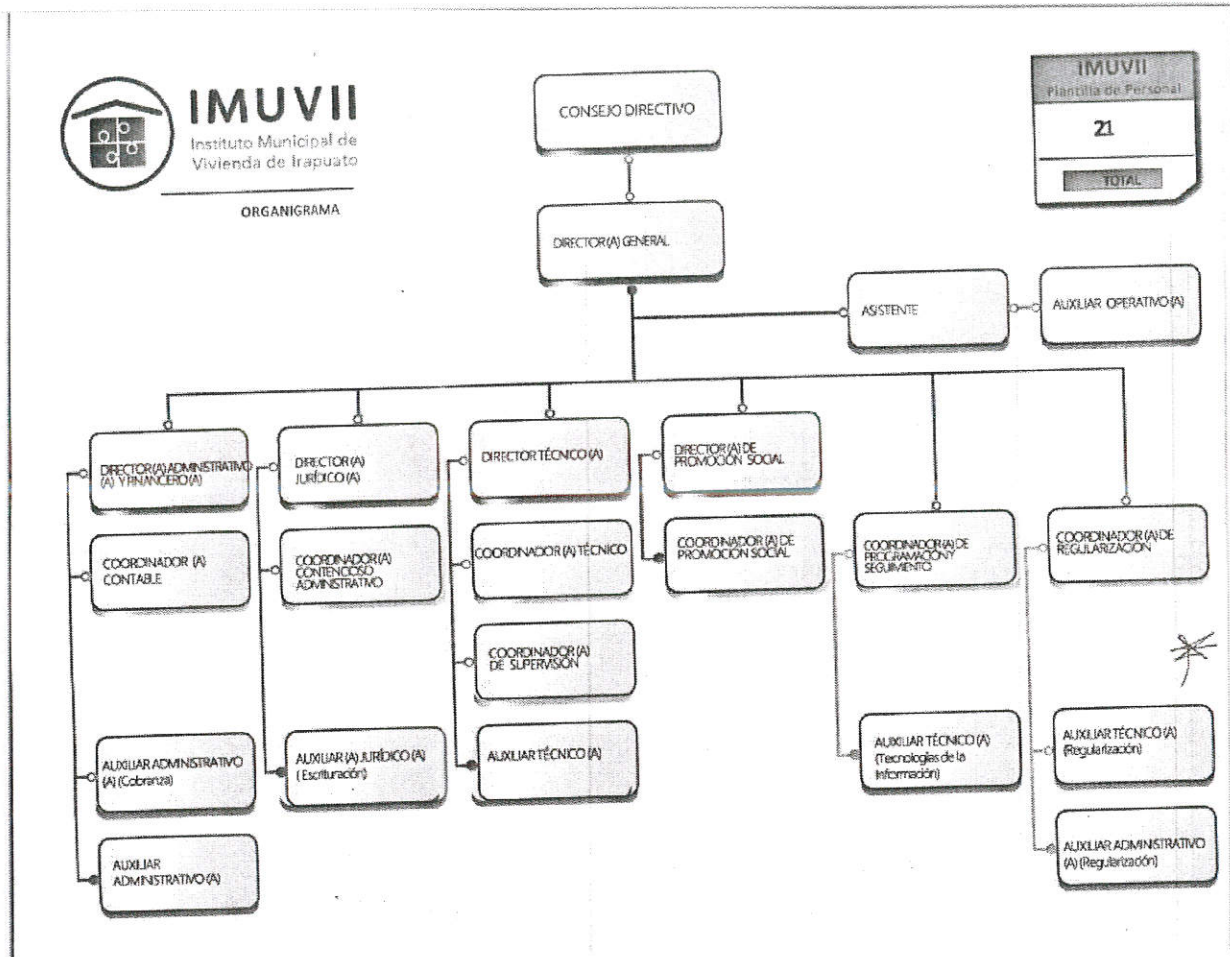 IMUVII
Instituto Municipal de
Vivienda de Irapuato
ORGANIGRAMA
CONSEJO DIRECTIVO
IMUVII
Plantilla de Personal
21
TOTAL
DIRECTOR(A) GENERAL
ASISTENTE
AUXILIAR OPERATIVO(A)
DIRECTOR(A) ADMINISTRATIVO
(A) Y FINANCERO(A)
DIRECTOR(A)
JURÍDICO(A)
DIRECTOR TÉCNICO(A)
DIRECTOR(A) DE
PROMOCIÓN SOCIAL
COORDINADOR (A)
CONTABLE
COORDINADOR(A)
CONTENCIOSO
ADMINISTRATIVO
COORDINADOR(A) TÉCNICO
COORDINADOR(A) DE
PROMOCION SOCIAL
COORDINADOR(A) DE
PROGRAMACION Y
SEGUIMIENTO
COORDINADOR(A) DE
REGULARIZACIÓN
COORDINADOR(A)
DE SUPERVISIÓN
AUXILIAR ADMINISTRATIVO
(A) (Cobranza)
AUXILIAR(A) JURÍDICO(A)
(Escrituración)
AUXILIAR TÉCNICO(A)
AUXILIAR TÉCNICO(A)
(Tecnologías de la
Información)
AUXILIAR TÉCNICO(A)
(Regularización)
AUXILIAR
ADMINISTRATIVO(A)
AUXILIAR ADMINISTRATIVO
(A) (Regularización)